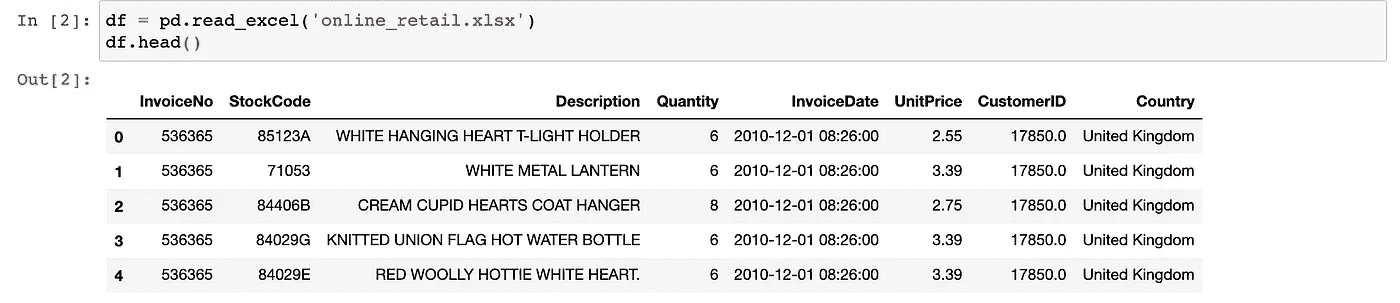 In [2]: df = pd.read_excel('online_retail.xlsx')
df.head()
Out[2]:
InvoiceNo StockCode Description Quantity InvoiceDate UnitPrice CustomerID Country
0 536365 85123A WHITE HANGING HEART T-LIGHT HOLDER 6 2010-12-01 08:26:00 2.55 17850.0 United Kingdom
1 536365 71053 WHITE METAL LANTERN 6 2010-12-01 08:26:00 3.39 17850.0 United Kingdom
2 536365 84406B CREAM CUPID HEARTS COAT HANGER 8 2010-12-01 08:26:00 2.75 17850.0 United Kingdom
3 536365 84029G KNITTED UNION FLAG HOT WATER BOTTLE 6 2010-12-01 08:26:00 3.39 17850.0 United Kingdom
4 536365 84029E RED WOOLLY HOTTIE WHITE HEART. 6 2010-12-01 08:26:00 3.39 17850.0 United Kingdom